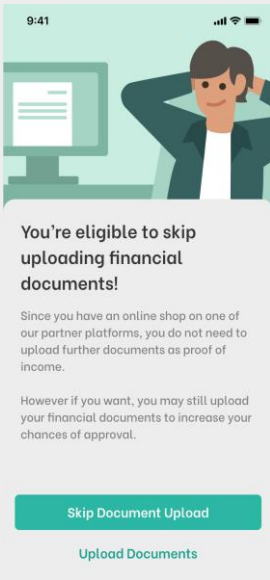 9:41
You're eligible to skip
uploading financial
documents!
Since you have an online shop on one of
our partner platforms, you do not need to
upload further documents as proof of
income.
However if you want, you may still upload
your financial documents to increase your
chances of approval.
Skip Document Upload
Upload Documents